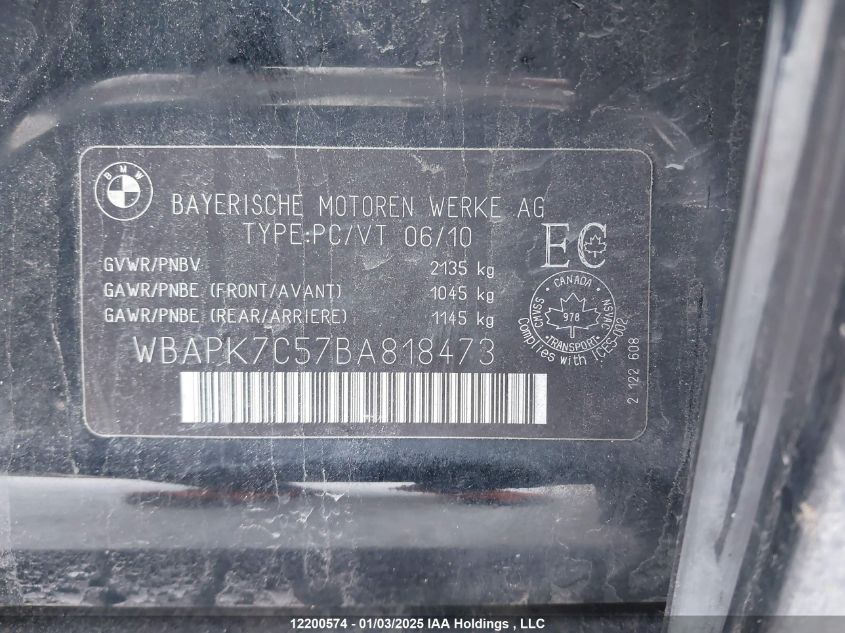 BMW
BAYERISCHE MOTOREN WERKE AG
TYPE:PC/VT 06/10
EC
GVWR/PNBV 2135 kg
GAWR/PNBE (FRONT/AVANT) 1045 kg
GAWR/PNBE (REAR/ARRIERE) 1145 kg
CANADA
CMVSS
NSVAC
978
TRANSPORT
Complies with ICES-002
WBAPK7C57BA818473
2 122 608
12200574 - 01/03/2025 IAA Holdings , LLC